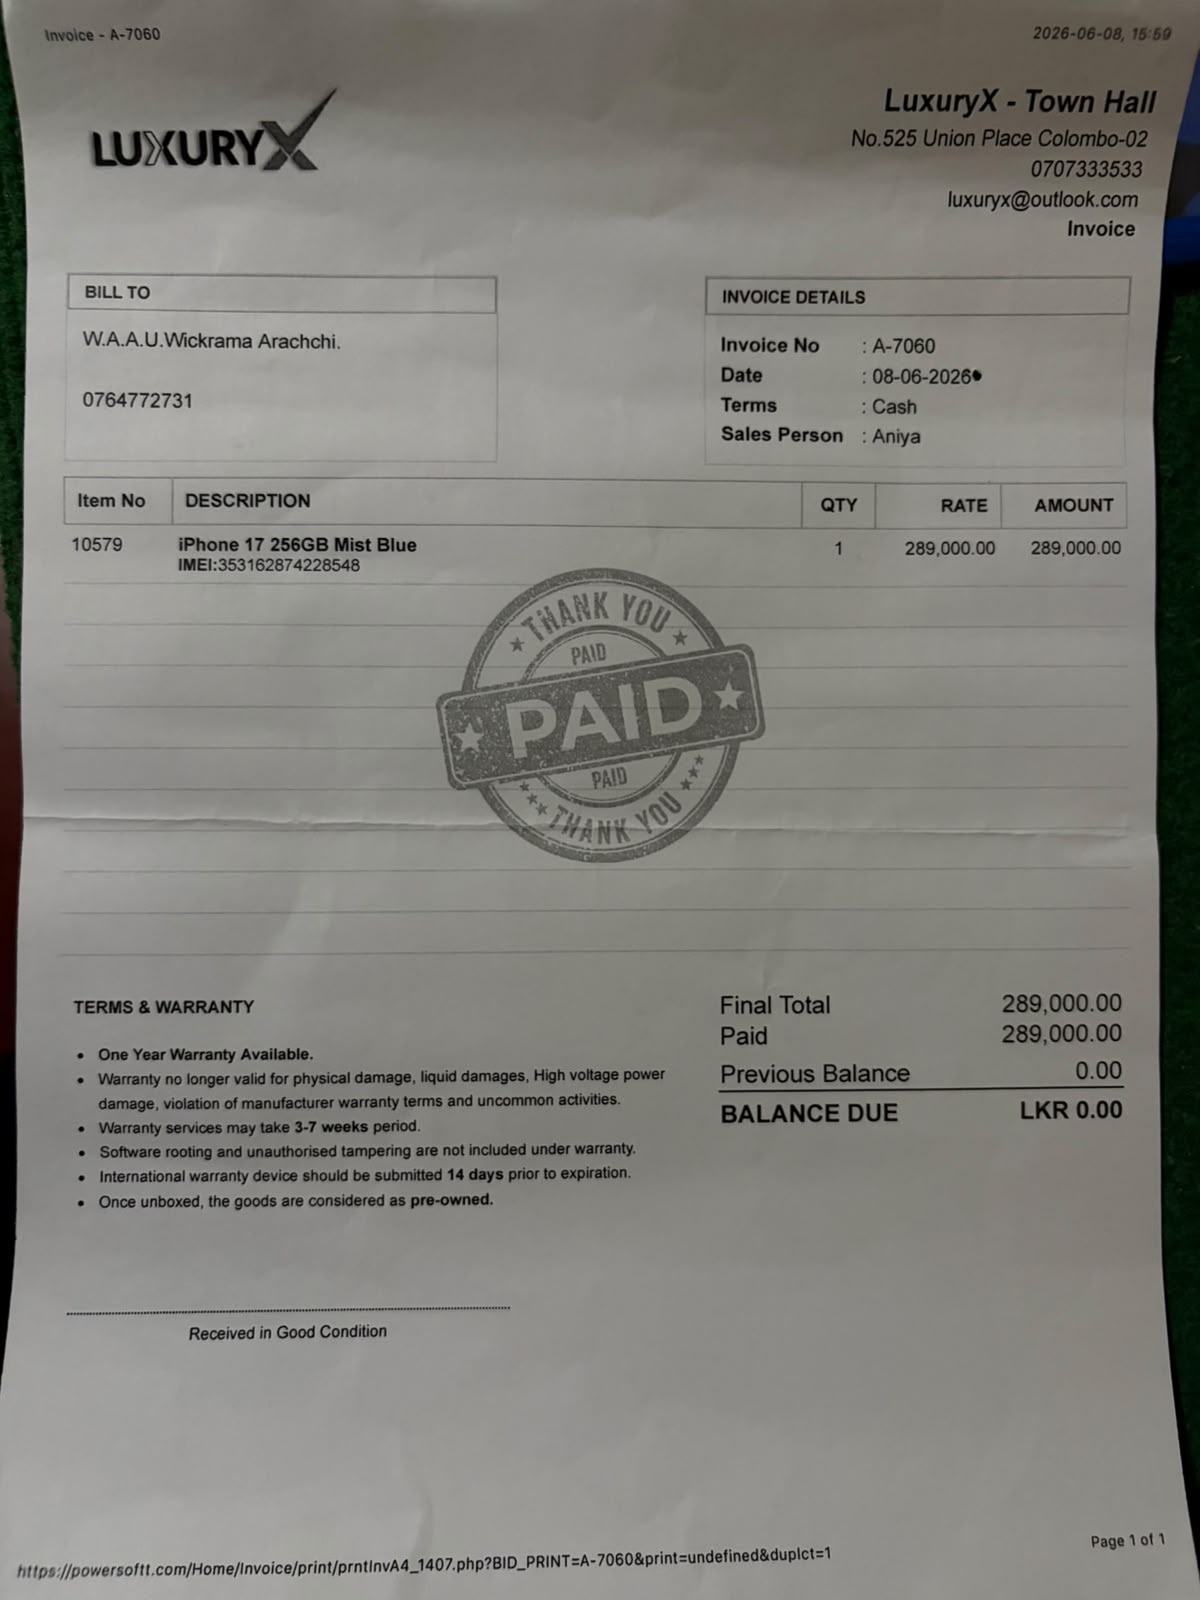 Invoice - A-7060
2026-06-08, 15:59
LUXURYX
LuxuryX - Town Hall
No.525 Union Place Colombo-02
0707333533
luxuryx@outlook.com
Invoice
BILL TO
W.A.A.U.Wickrama Arachchi.
0764772731
INVOICE DETAILS
Invoice No : A-7060
Date : 08-06-2026
Terms : Cash
Sales Person : Aniya
Item No DESCRIPTION QTY RATE AMOUNT
10579 iPhone 17 256GB Mist Blue 1 289,000.00 289,000.00
IMEI:353162874228548
THANK YOU
PAID
PAID
PAID
THANK YOU
TERMS & WARRANTY
• One Year Warranty Available.
• Warranty no longer valid for physical damage, liquid damages, High voltage power
damage, violation of manufacturer warranty terms and uncommon activities.
• Warranty services may take 3-7 weeks period.
• Software rooting and unauthorised tampering are not included under warranty.
• International warranty device should be submitted 14 days prior to expiration.
• Once unboxed, the goods are considered as pre-owned.
Final Total 289,000.00
Paid 289,000.00
Previous Balance 0.00
BALANCE DUE LKR 0.00
Received in Good Condition
https://powersoftt.com/Home/Invoice/print/prntInvA4_1407.php?BID_PRINT=A-7060&print=undefined&duplct=1
Page 1 of 1